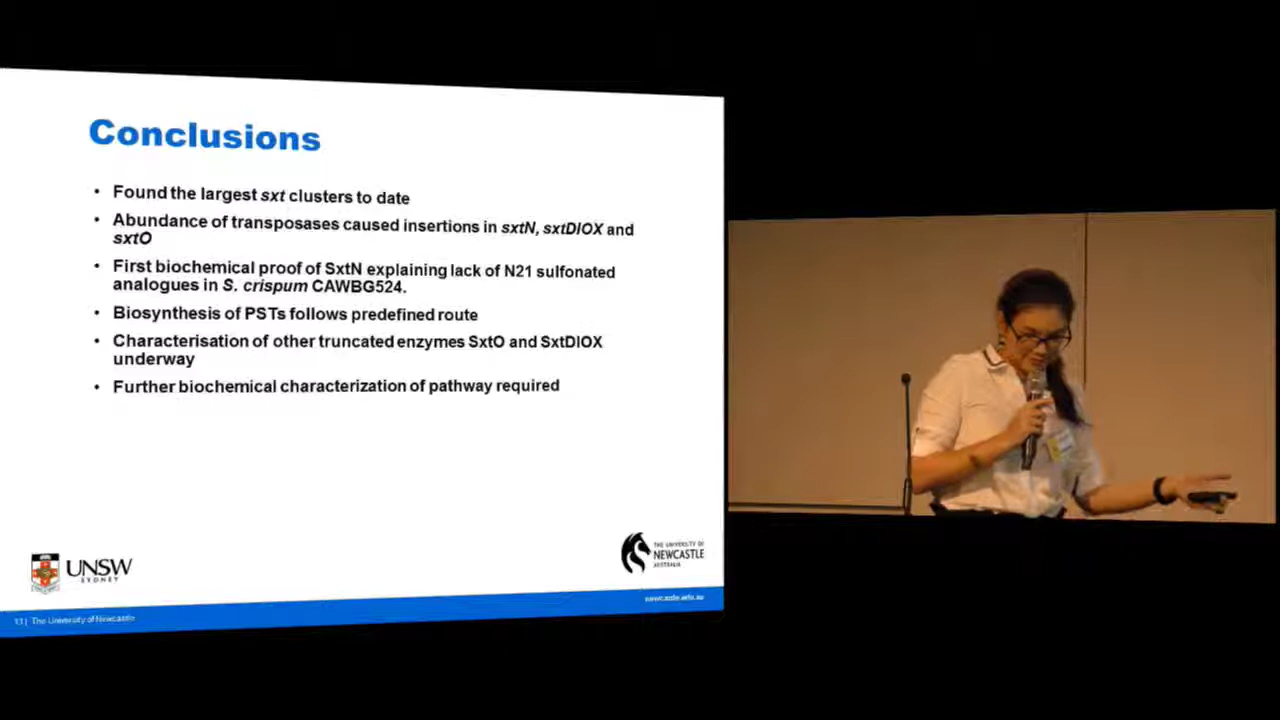 Conclusions
• Found the largest sxt clusters to date
• Abundance of transposases caused insertions in sxtN, sxtDIOX and
sxtO
• First biochemical proof of SxtN explaining lack of N21 sulfonated
analogues in S. crispum CAWBG524.
• Biosynthesis of PSTs follows predefined route
• Characterisation of other truncated enzymes SxtO and SxtDIOX
underway
• Further biochemical characterization of pathway required
UNSW
SYDNEY
THE UNIVERSITY OF
NEWCASTLE
AUSTRALIA
newcastle.edu.au
13 | The University of Newcastle